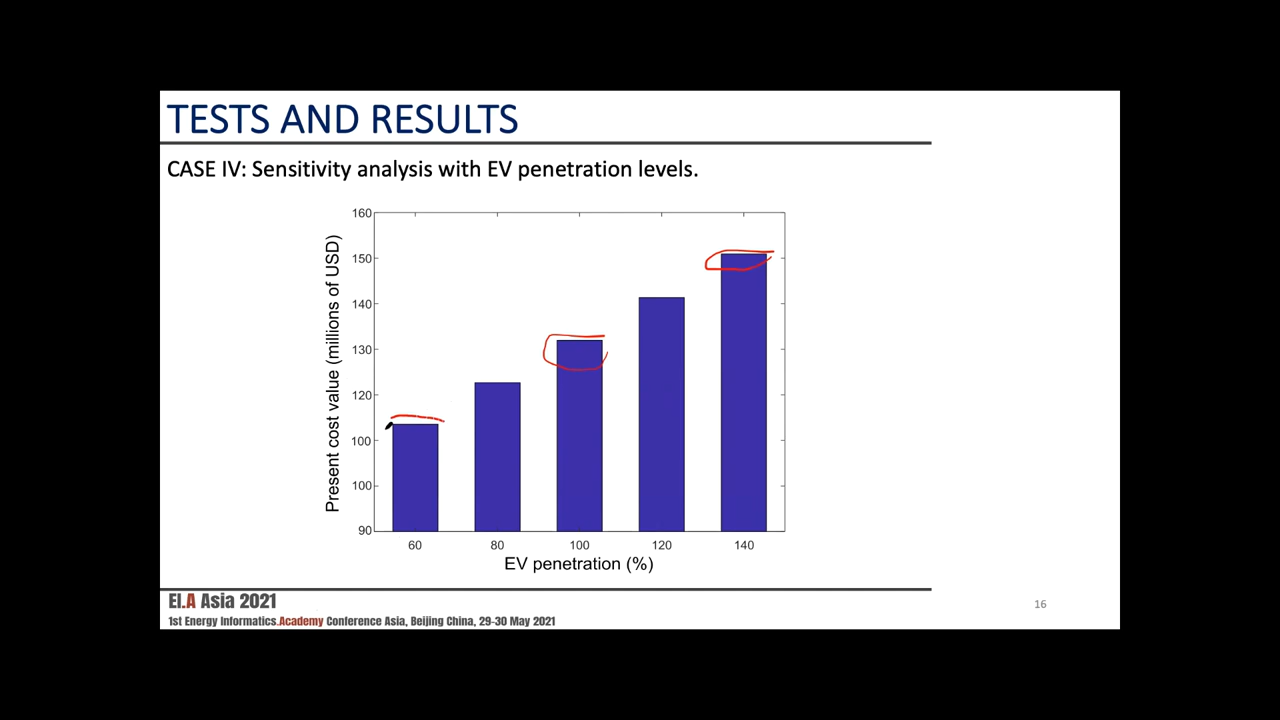 TESTS AND RESULTS
CASE IV: Sensitivity analysis with EV penetration levels.
Present cost value (millions of USD)
160
150
140
130
120
100
100
90
60 80 100 120 140
EV penetration (%)
EI.A Asia 2021
1st Energy Informatics.Academy Conference Asia, Beijing China, 29-30 May 2021
16